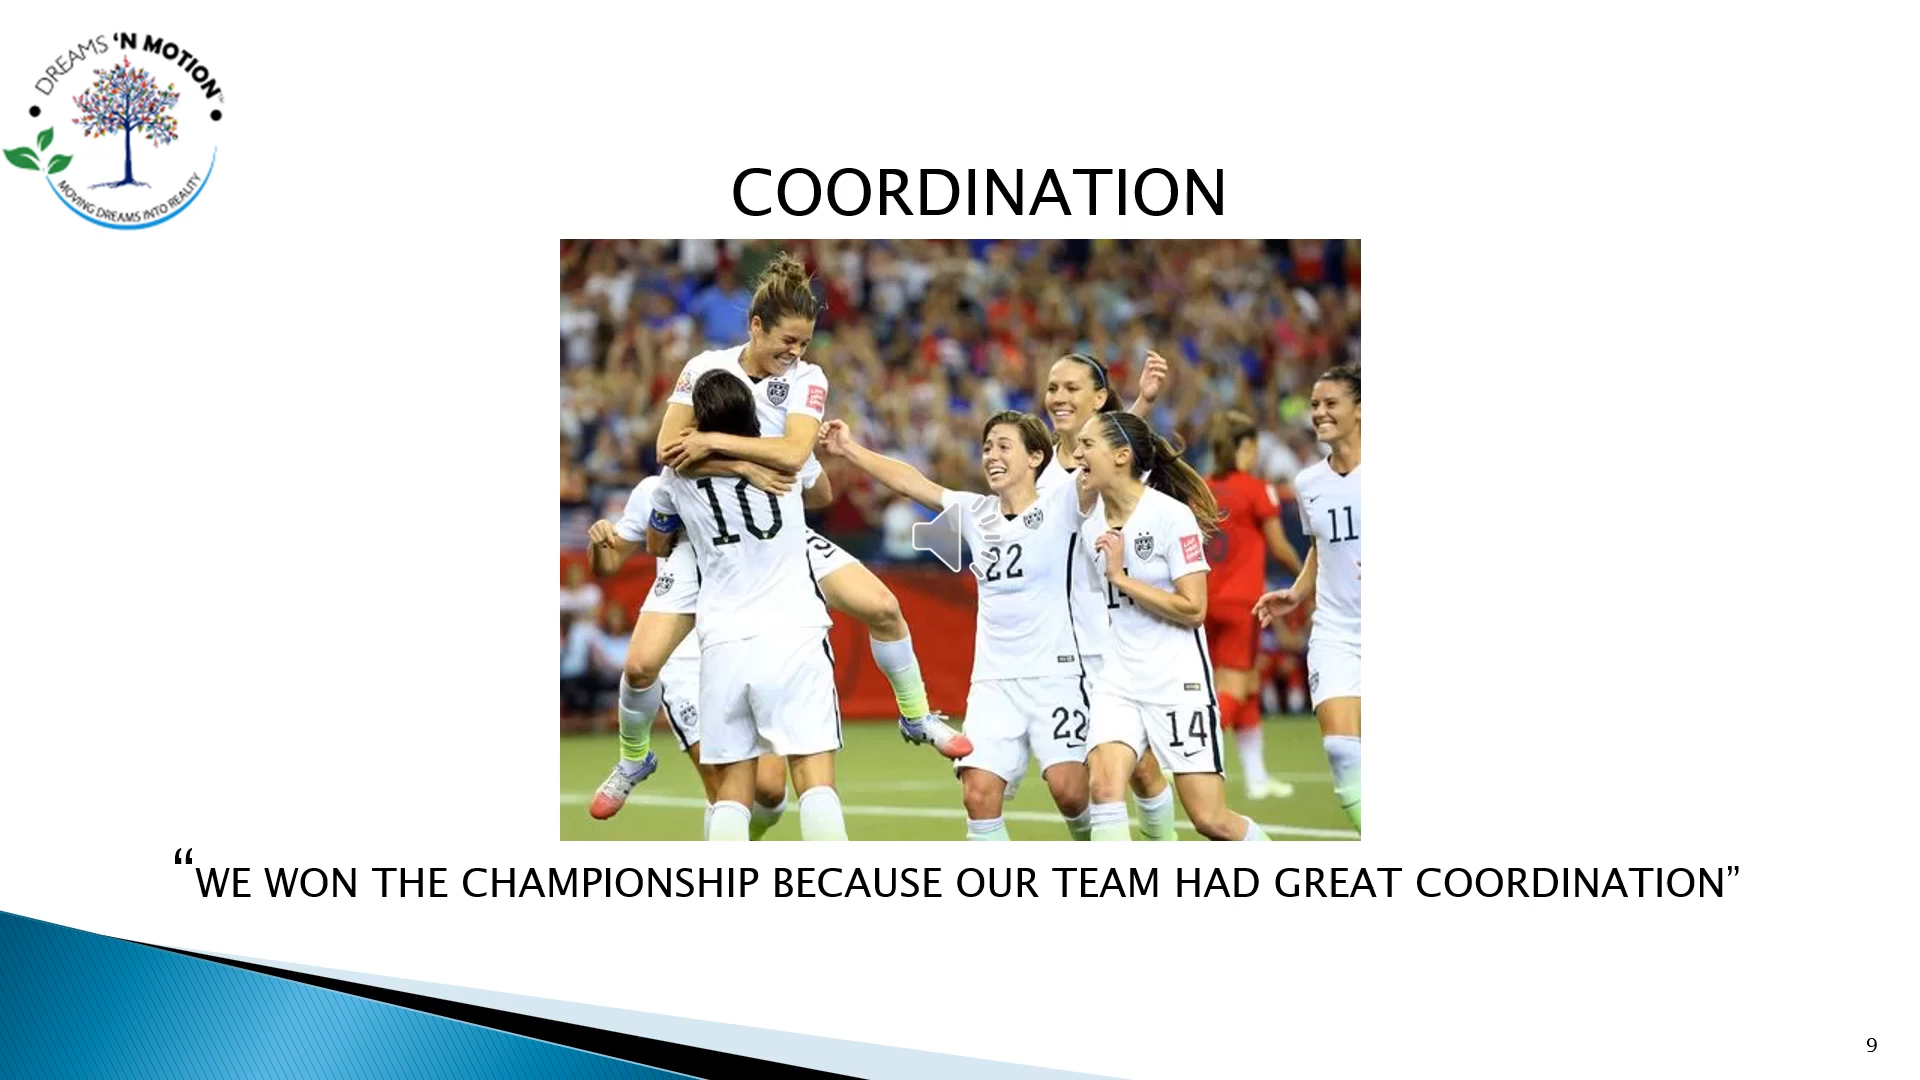 DREAMS ‘N MOTION
MOVING DREAMS INTO REALITY
COORDINATION
10
22
22
14
14
11
“WE WON THE CHAMPIONSHIP BECAUSE OUR TEAM HAD GREAT COORDINATION”
9